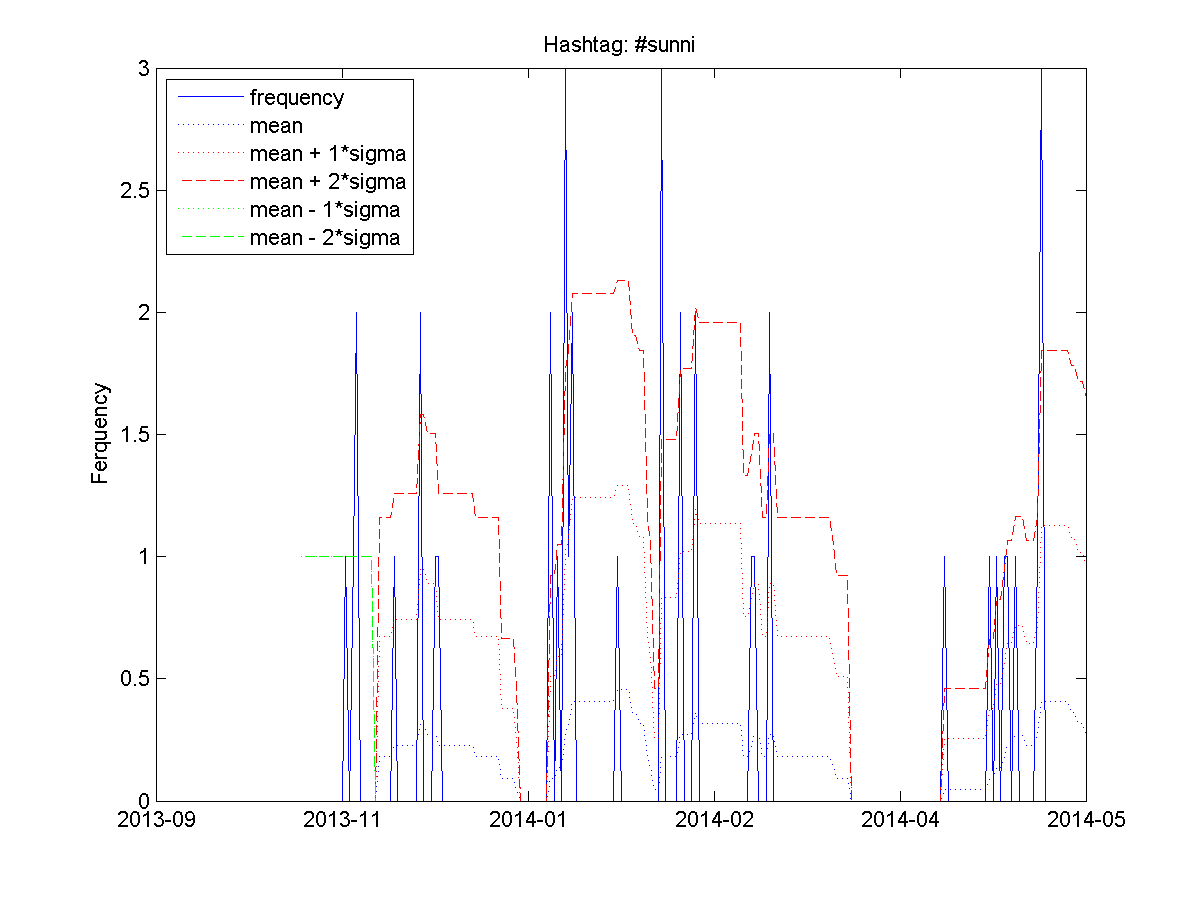 Hashtag: #sunni
3
2.5
2
1.5
1
0.5
0
Ferquency
frequency
mean
mean + 1*sigma
mean + 2*sigma
mean - 1*sigma
mean - 2*sigma
2013-09 2013-11 2014-01 2014-02 2014-04 2014-05